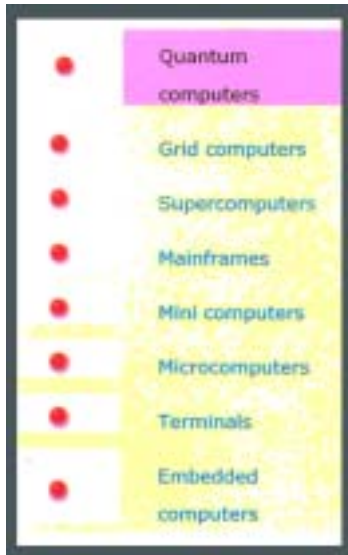 Quantum
computers
Grid computers
Supercomputers
Mainframes
Mini computers
Microcomputers
Terminals
Embedded
computers